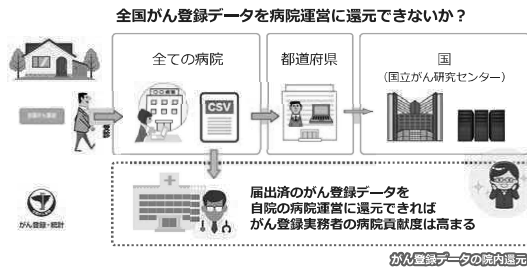 全国がん登録データを病院運営に還元できないか？
全ての病院
都道府県
国
(国立がん研究センター)
CSV
届出済のがん登録データを
自院の病院運営に還元できれば
がん登録実務者の病院貢献度は高まる
がん登録・統計
がん登録データの院内還元